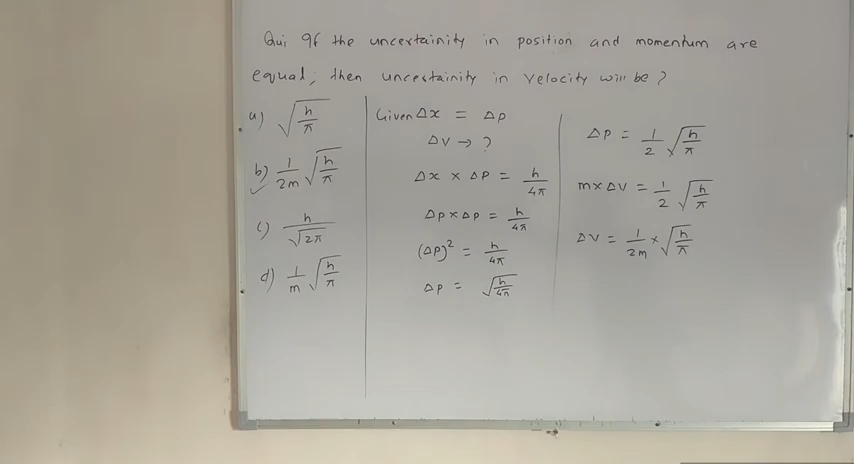 Qui If the uncertainity in position and momentum are
equal, then uncertainity in velocity will be ?
a) √(h/π)
b) 1/2m √(h/π)
c) h/√2π
d) 1/m √(h/π)
Given Δx = Δp
Δv → ?
Δx × Δp = h/4π
Δp × Δp = h/4π
(Δp)² = h/4π
Δp = √(h/4π)
Δp = 1/2 √(h/π)
m × Δv = 1/2 √(h/π)
Δv = 1/2m × √(h/π)